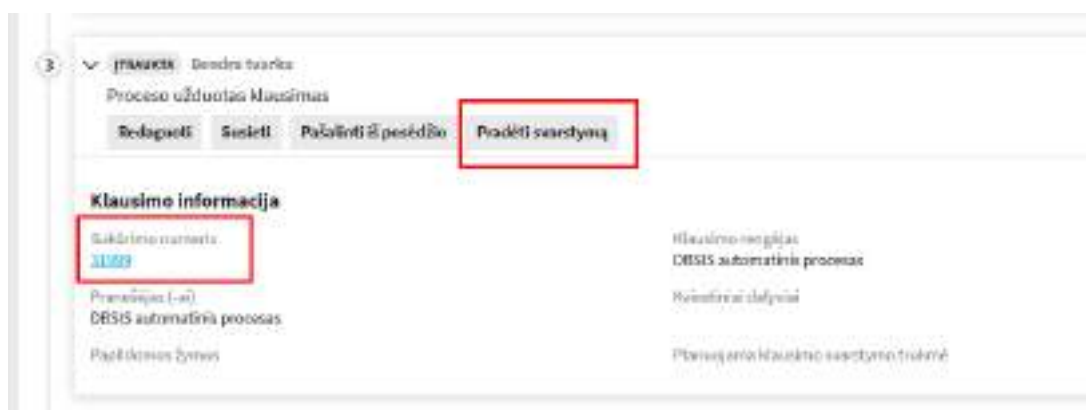 3
ĮTRAUKTA Bendra tvarka
Proceso užduotas klausimas
Redaguoti Susieti Pašalinti iš posėdžio Pradėti svarstymą
Klausimo informacija
Sukūrimo numeris Klausimo rengėjas
DBSIS automatinis procesas
Pranešėjas (-ai) Kviestiniai dalyviai
DBSIS automatinis procesas
Papildomos žymos Planuojama klausimo svarstymo trukmė